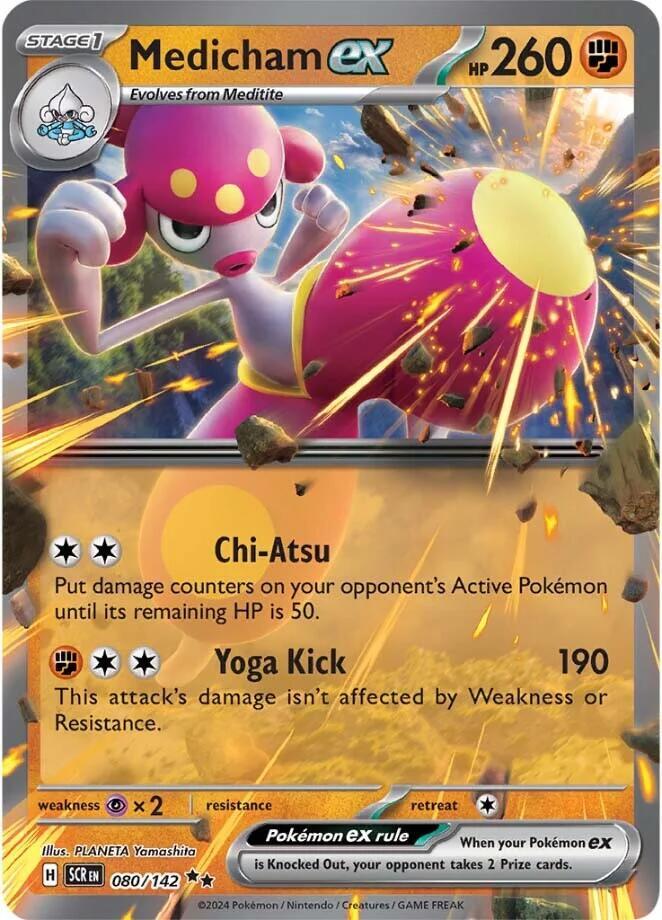 STAGE1
Medicham ex
HP 260
Evolves from Meditite
Chi-Atsu
Put damage counters on your opponent's Active Pokémon
until its remaining HP is 50.
Yoga Kick 190
This attack's damage isn't affected by Weakness or
Resistance.
weakness ×2 resistance retreat
Illus. PLANETA Yamashita
Pokémon ex rule
When your Pokémon ex
is Knocked Out, your opponent takes 2 Prize cards.
H SCR EN 080/142
©2024 Pokémon / Nintendo / Creatures / GAME FREAK